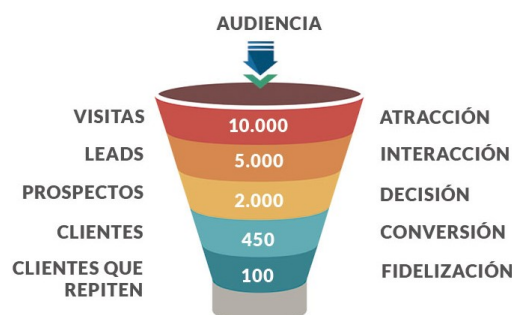 AUDIENCIA
VISITAS 10.000 ATRACCIÓN
LEADS 5.000 INTERACCIÓN
PROSPECTOS 2.000 DECISIÓN
CLIENTES 450 CONVERSIÓN
CLIENTES QUE
REPITEN 100 FIDELIZACIÓN